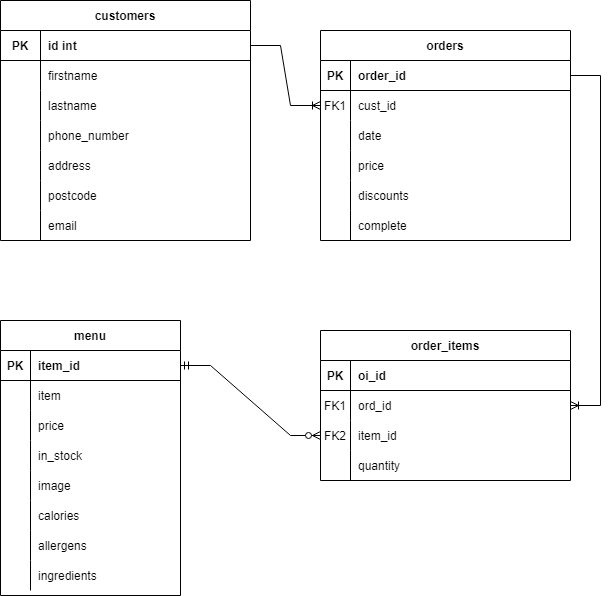 customers
PK id int
firstname
lastname
phone_number
address
postcode
email
orders
PK order_id
FK1 cust_id
date
price
discounts
complete
menu
PK item_id
item
price
in_stock
image
calories
allergens
ingredients
order_items
PK oi_id
FK1 ord_id
FK2 item_id
quantity